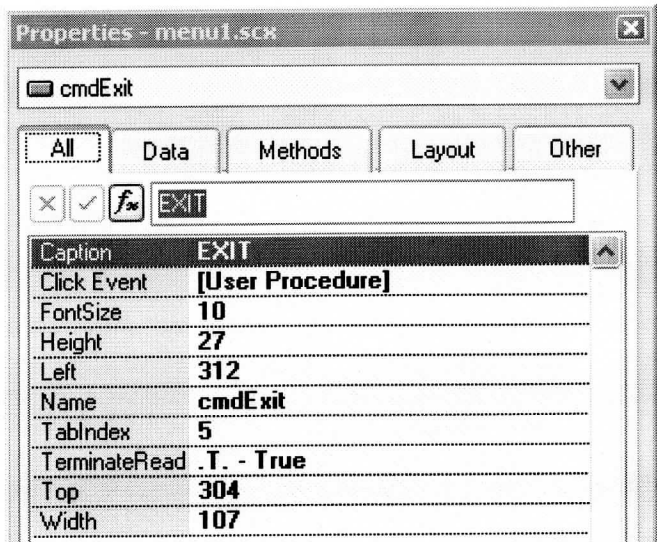 Properties - menu1.scx
cmdExit
All Data Methods Layout Other
fx EXIT
Caption EXIT
Click Event [User Procedure]
FontSize 10
Height 27
Left 312
Name cmdExit
TabIndex 5
TerminateRead .T. - True
Top 304
Width 107